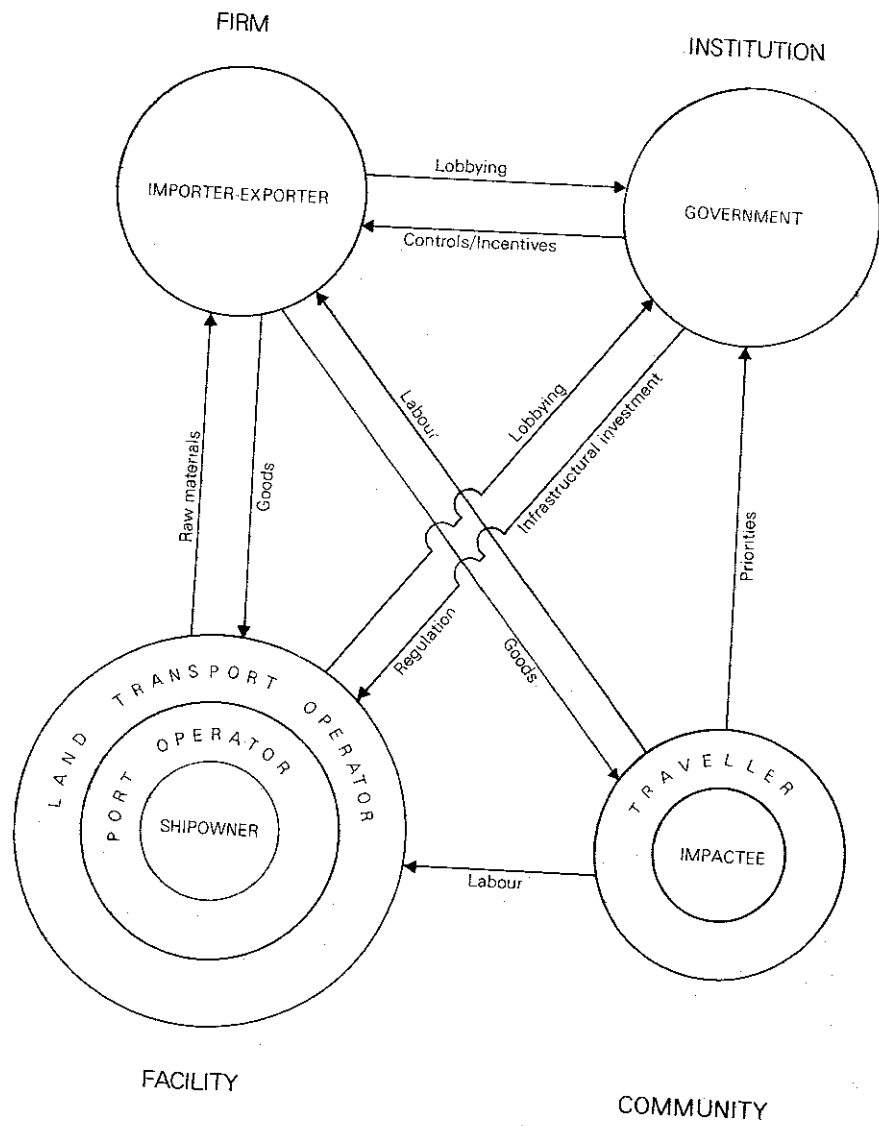 FIRM
INSTITUTION
IMPORTER-EXPORTER
Lobbying
GOVERNMENT
Controls/Incentives
Labour
Lobbying
Infrastructural investment
Raw materials
Goods
Priorities
Regulation
Goods
LAND TRANSPORT OPERATOR
PORT OPERATOR
SHIPOWNER
TRAVELLER
IMPACTEE
Labour
FACILITY
COMMUNITY